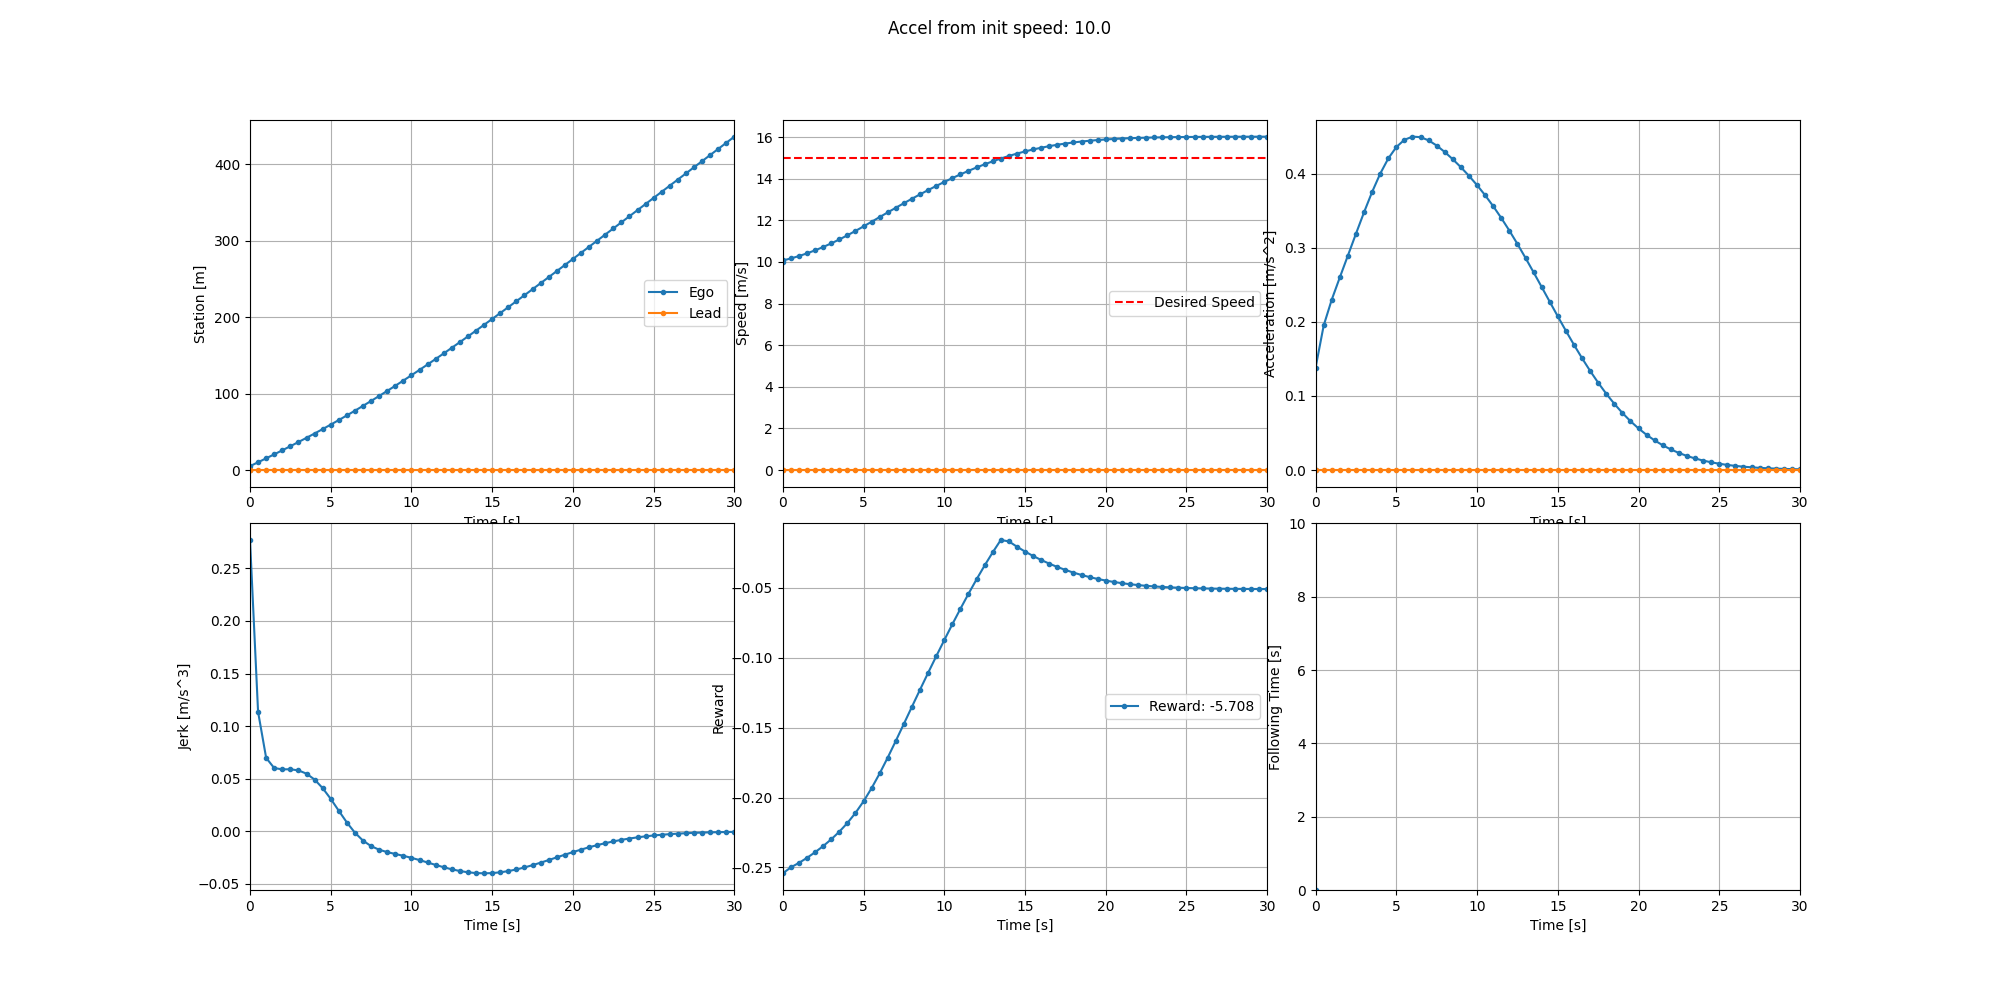 Accel from init speed: 10.0
Station [m]
400
300
200
100
0
0 5 10 15 20 25 30
Time [s]
Ego
Lead
Speed [m/s]
16
14
12
10
8
6
4
2
0
0 5 10 15 20 25 30
Time [s]
Desired Speed
Acceleration [m/s^2]
0.4
0.3
0.2
0.1
0.0
0 5 10 15 20 25 30
Time [s]
Jerk [m/s^3]
0.25
0.20
0.15
0.10
0.05
0.00
−0.05
0 5 10 15 20 25 30
Time [s]
Reward
−0.05
−0.10
−0.15
−0.20
−0.25
0 5 10 15 20 25 30
Time [s]
Reward: -5.708
Following Time [s]
10
8
6
4
2
0
0 5 10 15 20 25 30
Time [s]